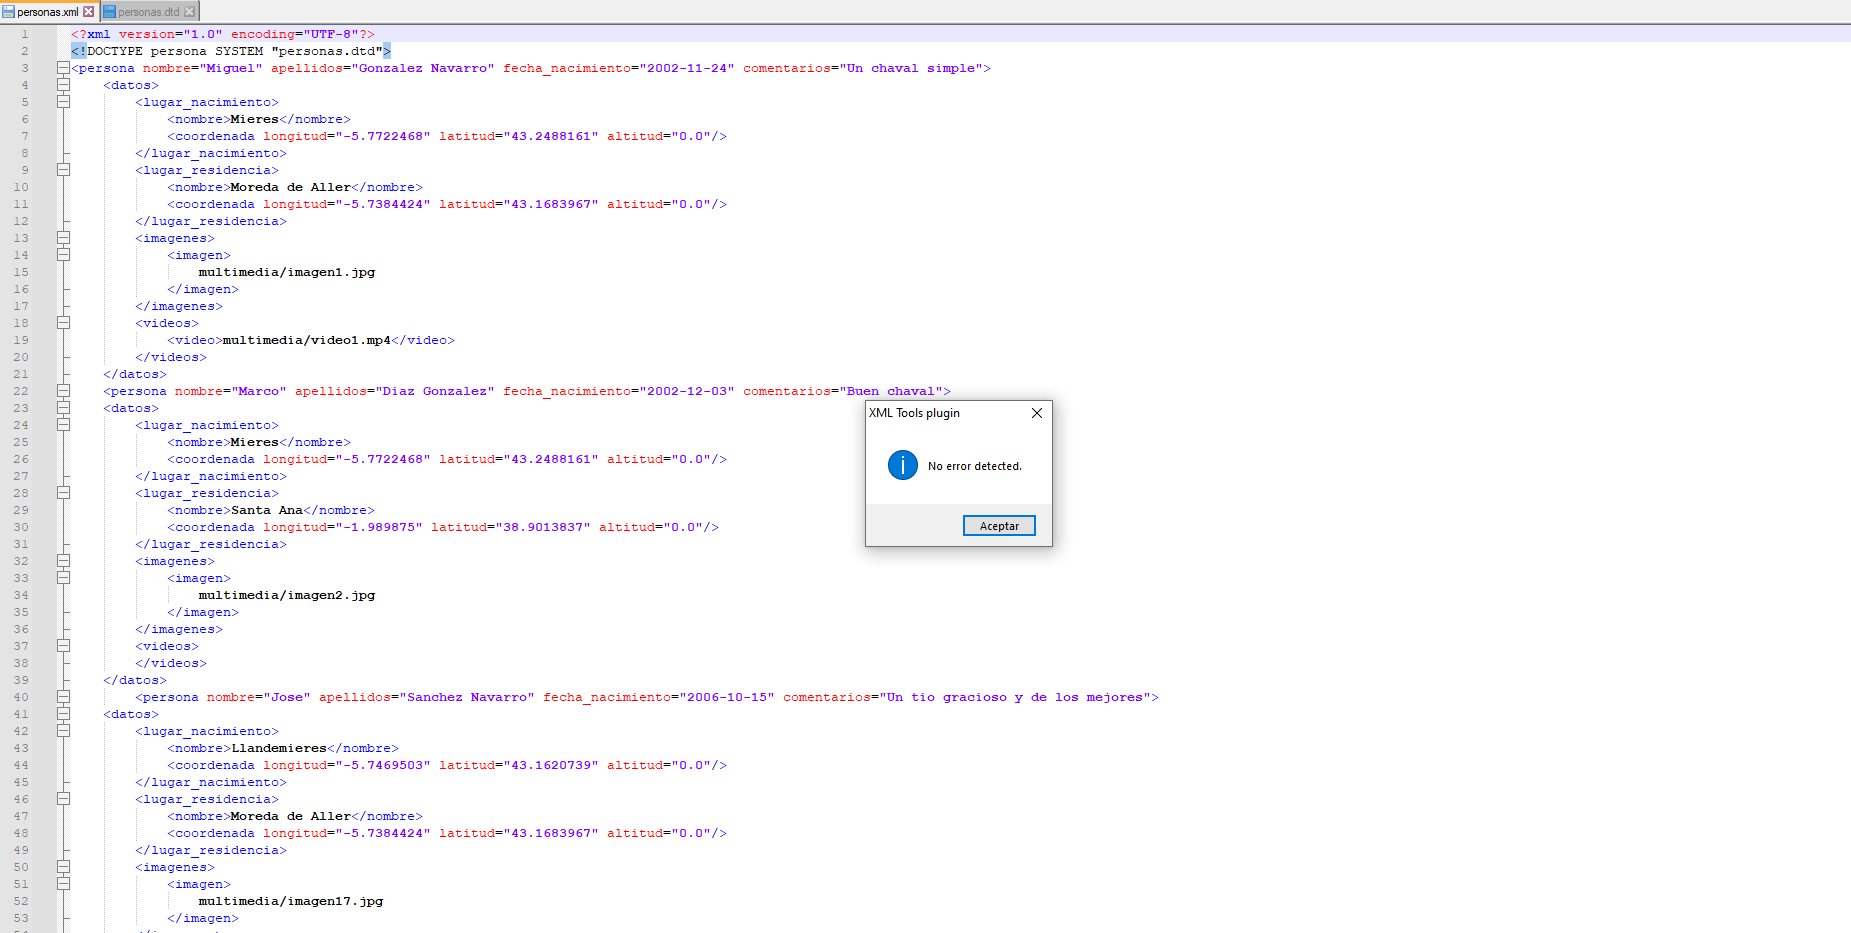 personas.xml personas.dtd
1 <?xml version="1.0" encoding="UTF-8"?>
2 <!DOCTYPE persona SYSTEM "personas.dtd">
3 <persona nombre="Miguel" apellidos="Gonzalez Navarro" fecha_nacimiento="2002-11-24" comentarios="Un chaval simple">
4 <datos>
5 <lugar_nacimiento>
6 <nombre>Mieres</nombre>
7 <coordenada longitud="-5.7722468" latitud="43.2488161" altitud="0.0"/>
8 </lugar_nacimiento>
9 <lugar_residencia>
10 <nombre>Moreda de Aller</nombre>
11 <coordenada longitud="-5.7384424" latitud="43.1683967" altitud="0.0"/>
12 </lugar_residencia>
13 <imagenes>
14 <imagen>
15 multimedia/imagen1.jpg
16 </imagen>
17 </imagenes>
18 <videos>
19 <video>multimedia/video1.mp4</video>
20 </videos>
21 </datos>
22 <persona nombre="Marco" apellidos="Diaz Gonzalez" fecha_nacimiento="2002-12-03" comentarios="Buen chaval">
23 <datos>
24 <lugar_nacimiento>
25 <nombre>Mieres</nombre>
26 <coordenada longitud="-5.7722468" latitud="43.2488161" altitud="0.0"/>
27 </lugar_nacimiento>
28 <lugar_residencia>
29 <nombre>Santa Ana</nombre>
30 <coordenada longitud="-1.989875" latitud="38.9013837" altitud="0.0"/>
31 </lugar_residencia>
32 <imagenes>
33 <imagen>
34 multimedia/imagen2.jpg
35 </imagen>
36 </imagenes>
37 <videos>
38 </videos>
39 </datos>
40 <persona nombre="Jose" apellidos="Sanchez Navarro" fecha_nacimiento="2006-10-15" comentarios="Un tio gracioso y de los mejores">
41 <datos>
42 <lugar_nacimiento>
43 <nombre>Llandemieres</nombre>
44 <coordenada longitud="-5.7469503" latitud="43.1620739" altitud="0.0"/>
45 </lugar_nacimiento>
46 <lugar_residencia>
47 <nombre>Moreda de Aller</nombre>
48 <coordenada longitud="-5.7384424" latitud="43.1683967" altitud="0.0"/>
49 </lugar_residencia>
50 <imagenes>
51 <imagen>
52 multimedia/imagen17.jpg
53 </imagen>
XML Tools plugin
No error detected.
Aceptar